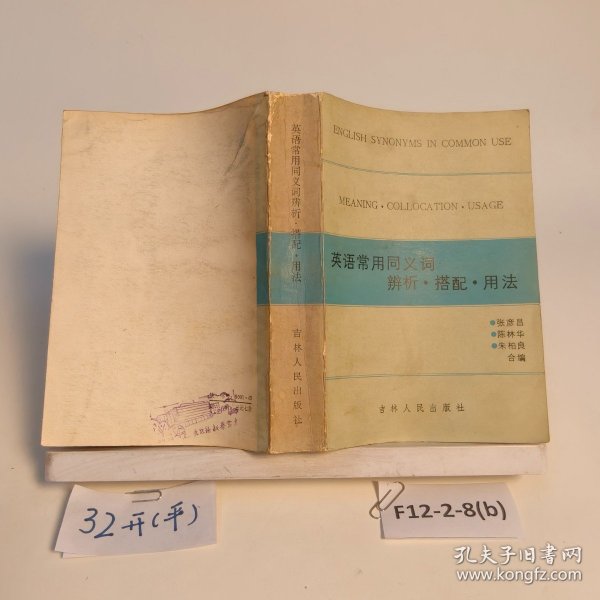 ENGLISH SYNONYMS IN COMMON USE
MEANING·COLLOCATION·USAGE
英语常用同义词
辨析·搭配·用法
●张彦昌
●陈林华
●朱柏良
合编
吉林人民出版社
英语常用同义词辨析·搭配·用法
吉林人民出版社
32开(平)
F12-2-8(b)
孔夫子旧书网
www.kongfz.com